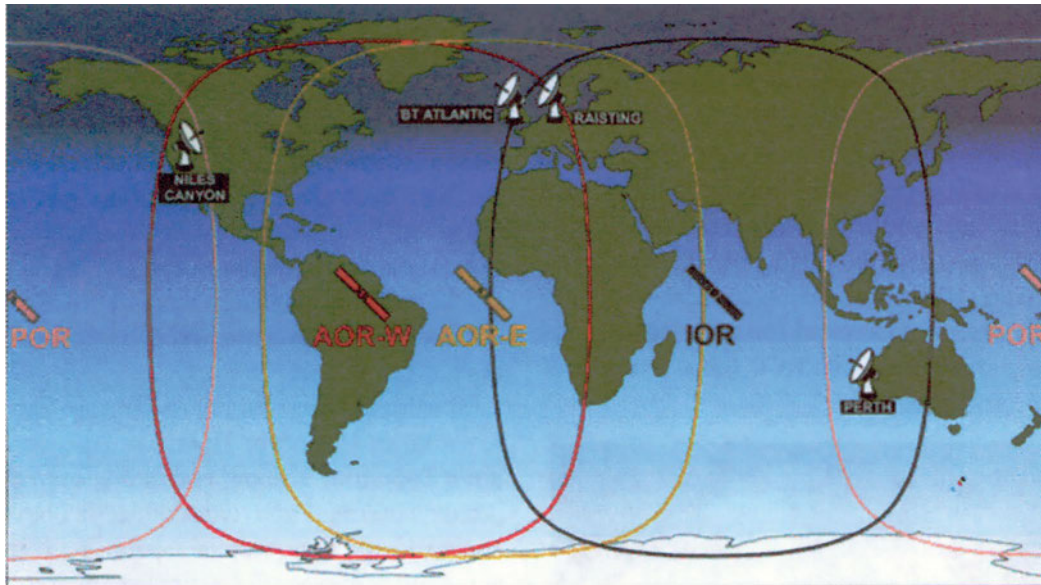 BT ATLANTIC
RAISTING
NILES
CANYON
POR
AOR-W
AOR-E
IOR
POR
PERTH